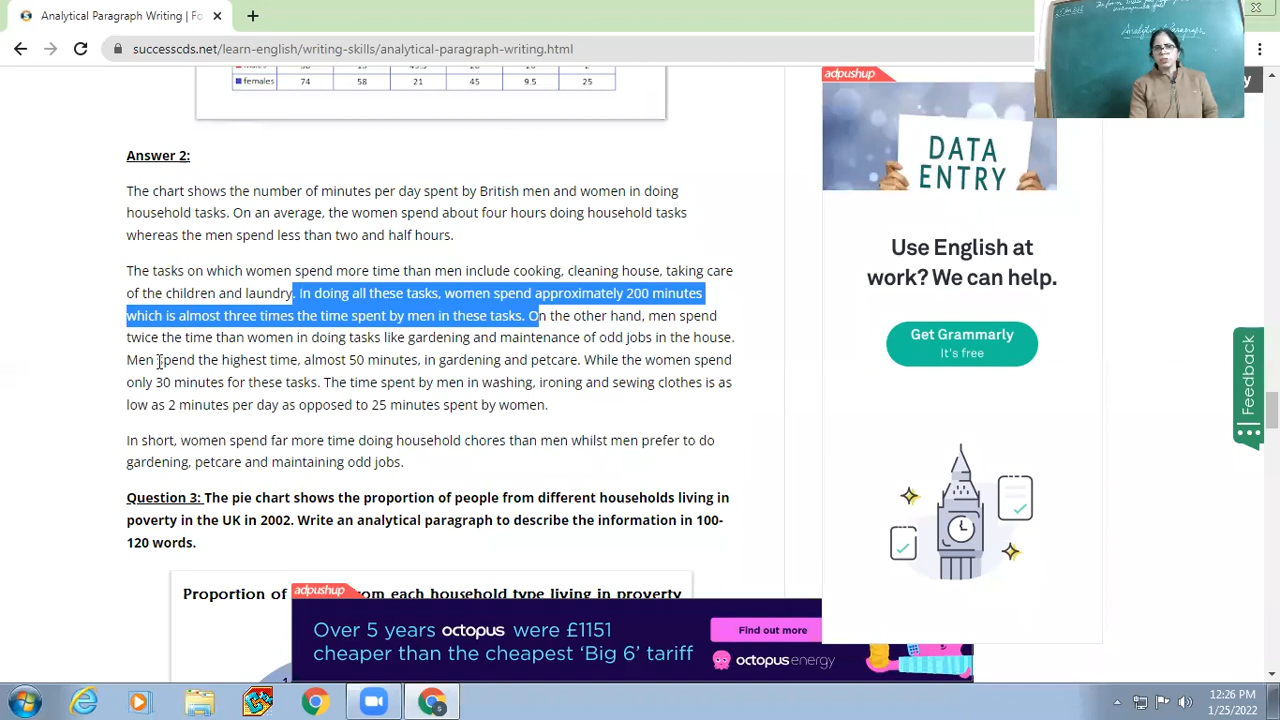 Analytical Paragraph Writing | Fo
successcds.net/learn-english/writing-skills/analytical-paragraph-writing.html
Analytical Paragraph
females 74 58 21 45 9.5 25
Answer 2:
The chart shows the number of minutes per day spent by British men and women in doing
household tasks. On an average, the women spend about four hours doing household tasks
whereas the men spend less than two and half hours.
The tasks on which women spend more time than men include cooking, cleaning house, taking care
of the children and laundry. In doing all these tasks, women spend approximately 200 minutes
which is almost three times the time spent by men in these tasks. On the other hand, men spend
twice the time than women in doing tasks like gardening and maintenance of odd jobs in the house.
Men spend the highest time, almost 50 minutes, in gardening and petcare. While the women spend
only 30 minutes for these tasks. The time spent by men in washing, ironing and sewing clothes is as
low as 2 minutes per day as opposed to 25 minutes spent by women.
In short, women spend far more time doing household chores than men whilst men prefer to do
gardening, petcare and maintaining odd jobs.
Question 3: The pie chart shows the proportion of people from different households living in
poverty in the UK in 2002. Write an analytical paragraph to describe the information in 100-
120 words.
Proportion of
om each household type living in proverty
adpushup
DATA
ENTRY
Use English at
work? We can help.
Get Grammarly
It's free
Feedback
adpushup
Over 5 years octopus were £1151
cheaper than the cheapest 'Big 6' tariff
Find out more
octopus energy
12:26 PM
1/25/2022